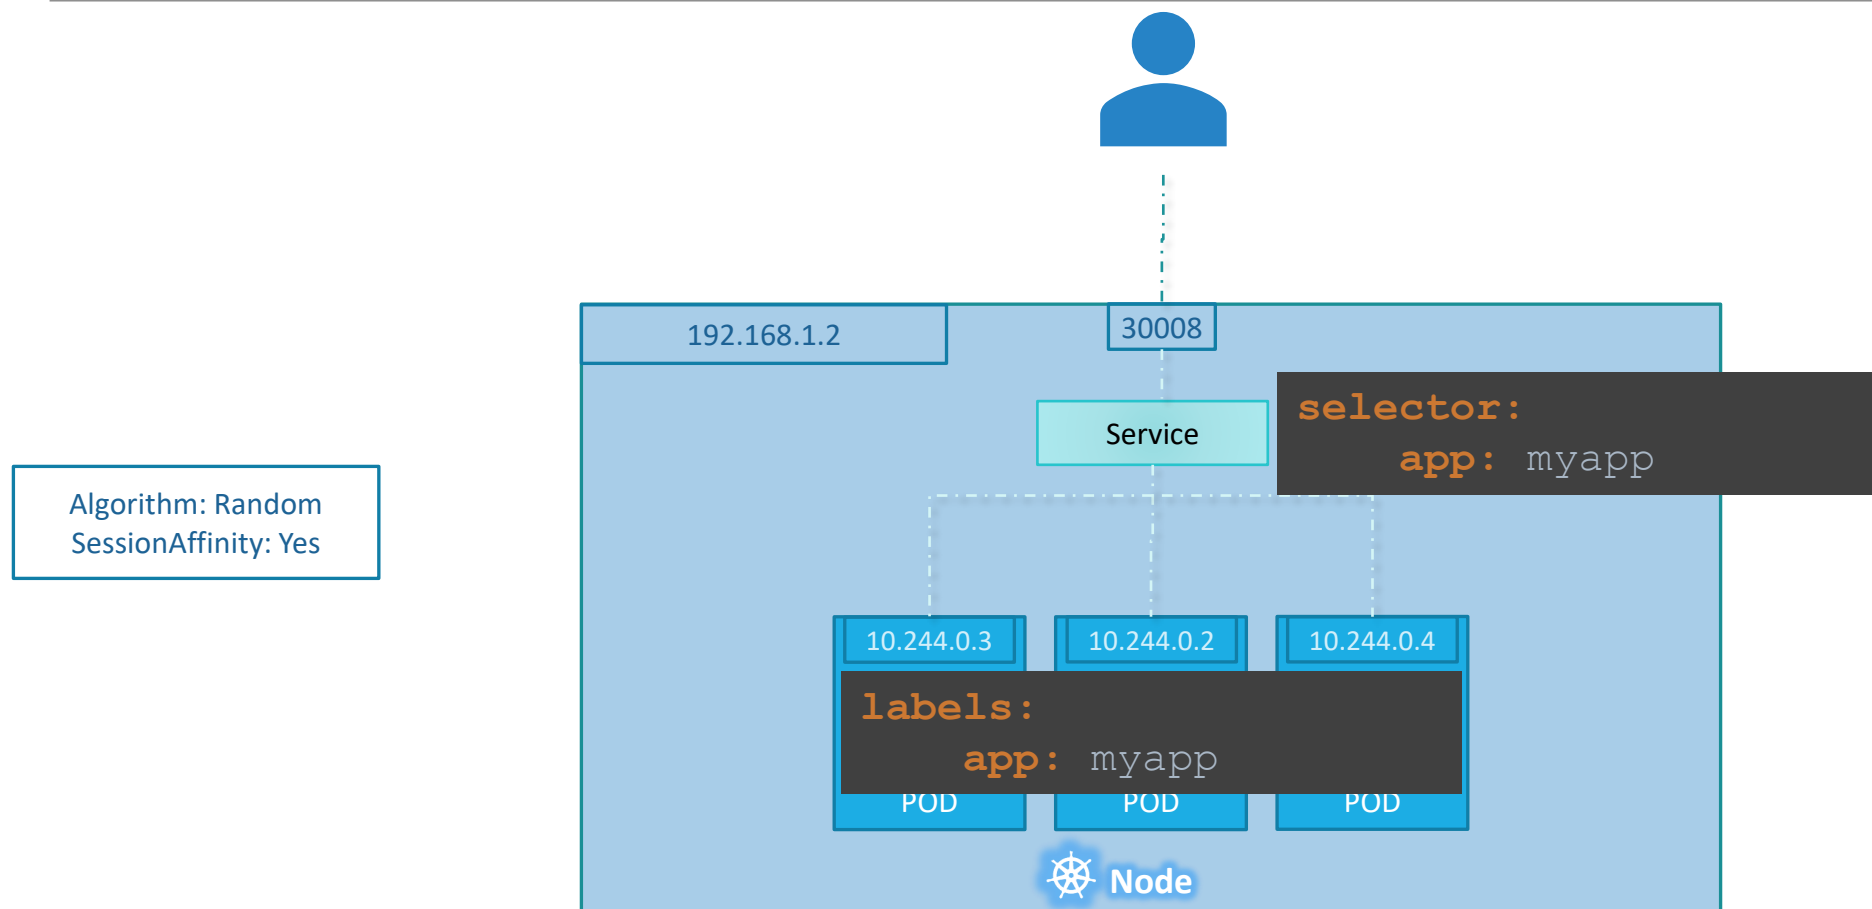 192.168.1.2
30008
Service
selector:
app: myapp
Algorithm: Random
SessionAffinity: Yes
10.244.0.3
10.244.0.2
10.244.0.4
labels:
app: myapp
POD
POD
POD
Node